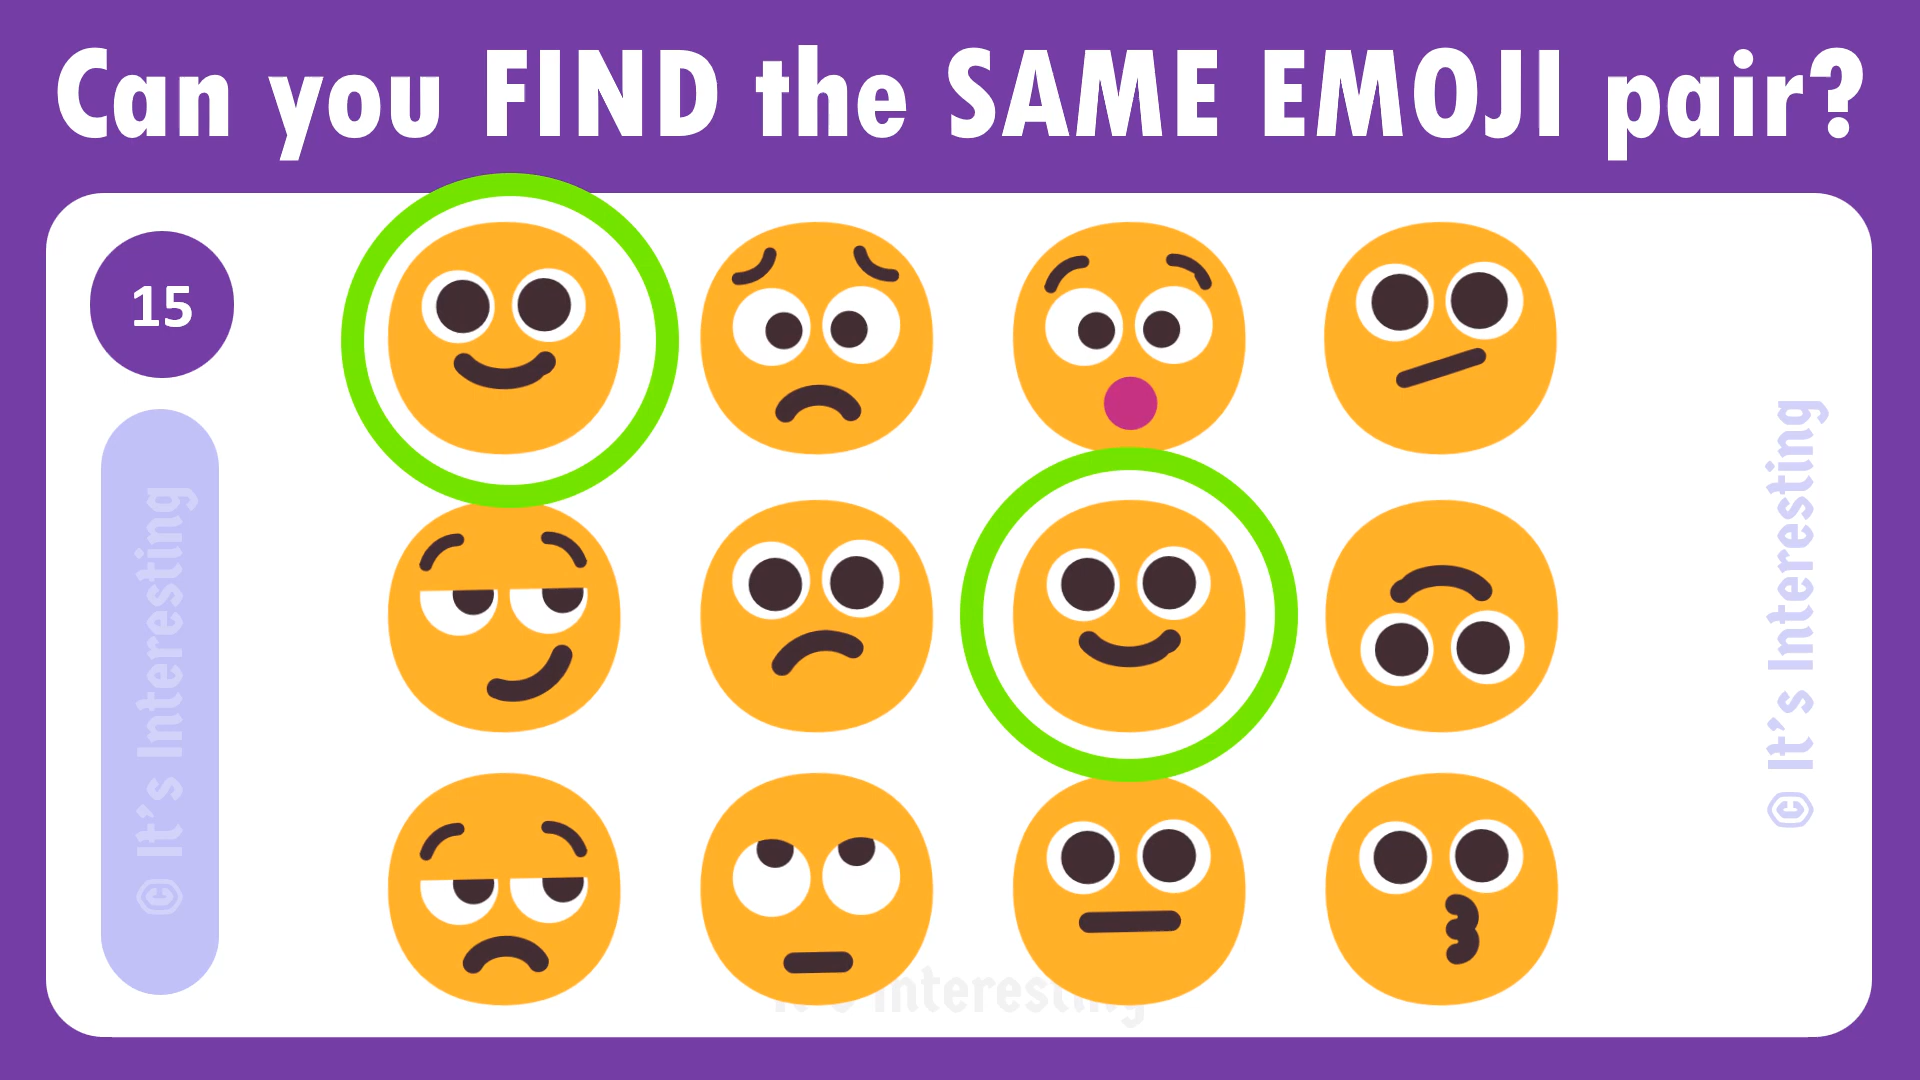 Can you FIND the SAME EMOJI pair?
15
© It's Interesting
© It's Interesting
It's Interesting